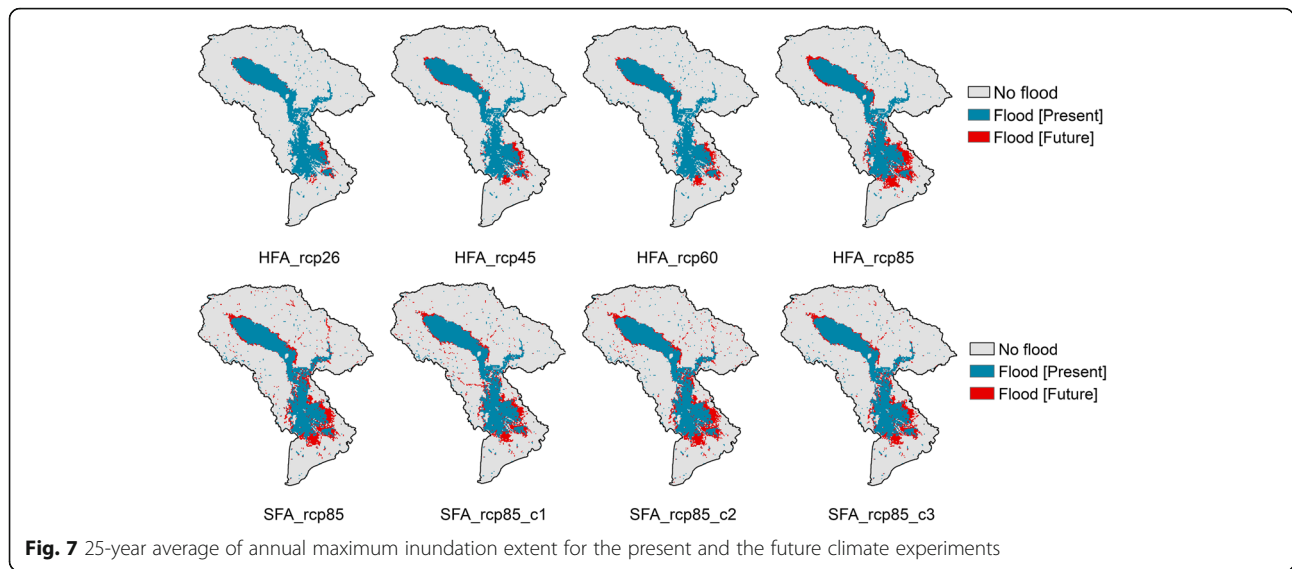 No flood
Flood [Present]
Flood [Future]
HFA_rcp26 HFA_rcp45 HFA_rcp60 HFA_rcp85
No flood
Flood [Present]
Flood [Future]
SFA_rcp85 SFA_rcp85_c1 SFA_rcp85_c2 SFA_rcp85_c3
Fig. 7 25-year average of annual maximum inundation extent for the present and the future climate experiments